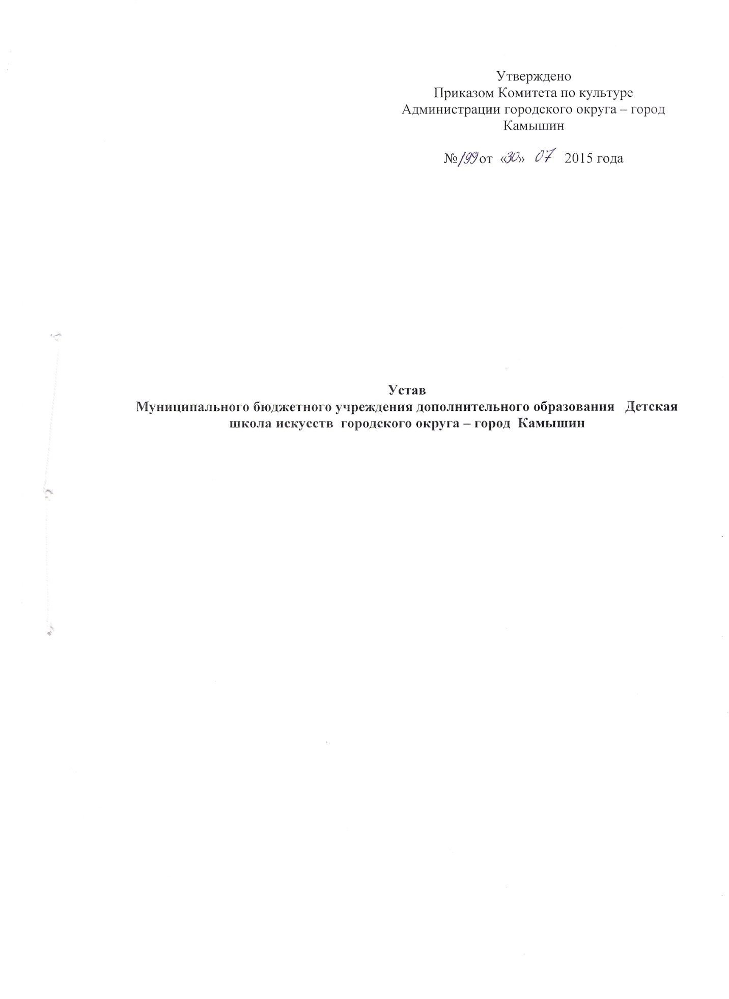 Утверждено
Приказом Комитета по культуре
Администрации городского округа – город
Камышин
№199 от «30» 07 2015 года
Устав
Муниципального бюджетного учреждения дополнительного образования Детская
школа искусств городского округа – город Камышин